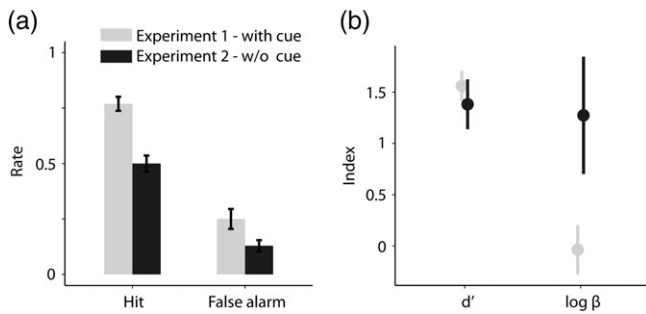 (a)
Experiment 1 - with cue
Experiment 2 - w/o cue
1
0.5
0
Rate
Hit False alarm
(b)
1.5
1
0.5
0
Index
d′ log β